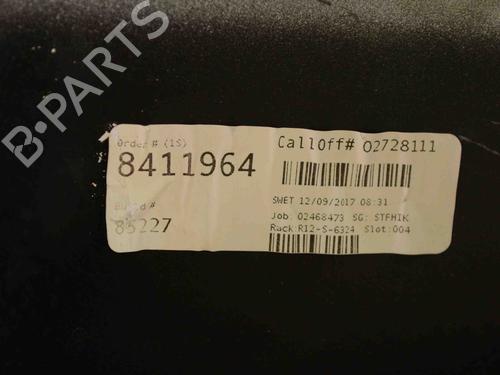 Order # (1S)
8411964
Build #
85227
CallOff# 02728111
SWET 12/09/2017 08:31
Job: 02468473 SG: STFHIK
Rack:R12-S-6324 Slot:004
B-PARTS